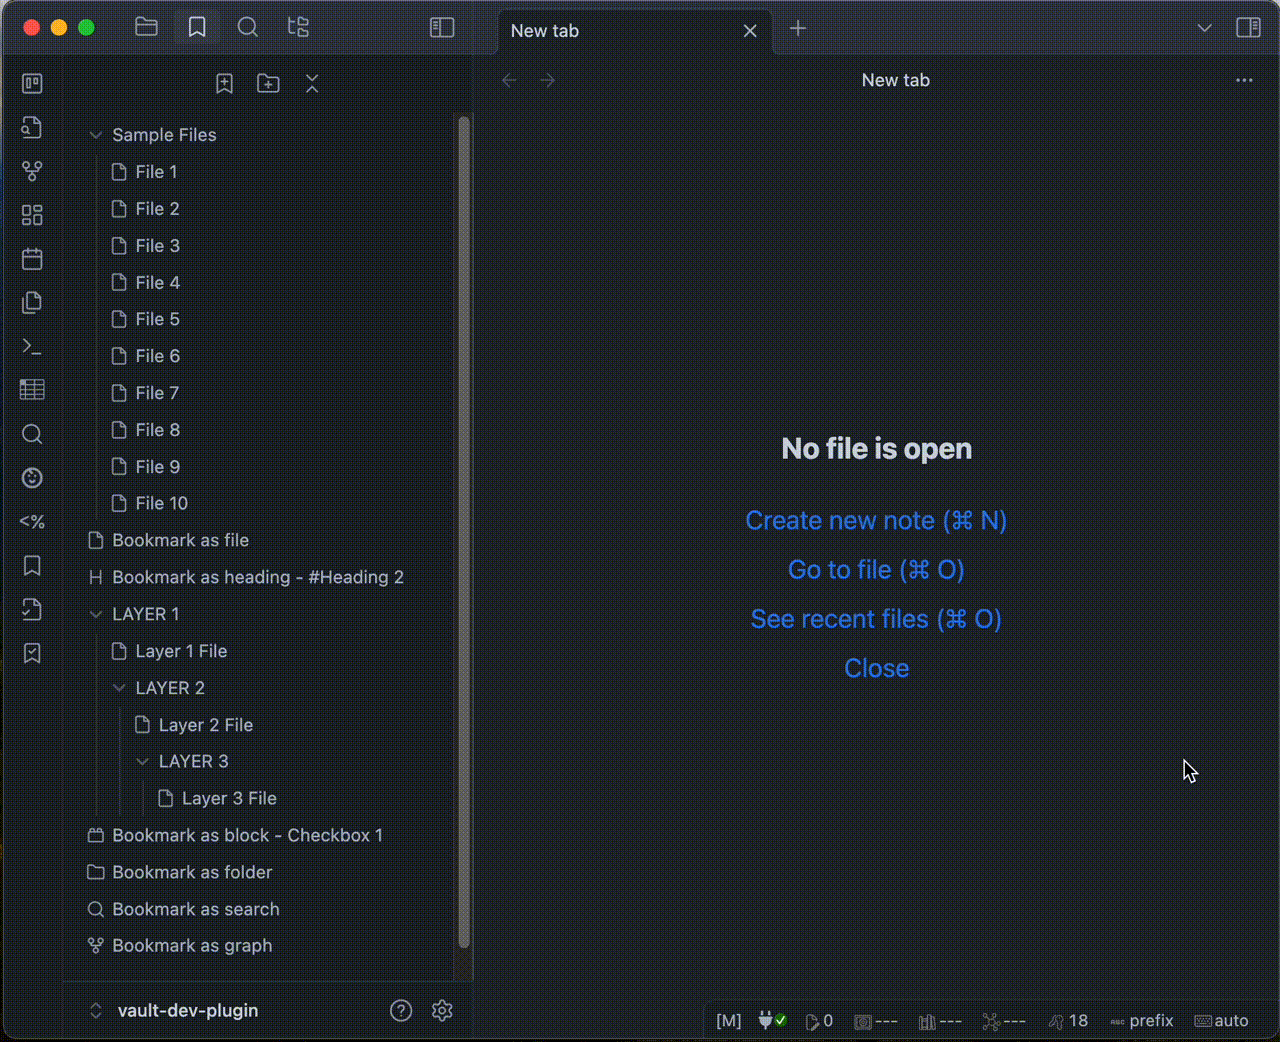 New tab
New tab
Sample Files
File 1
File 2
File 3
File 4
File 5
File 6
File 7
File 8
File 9
File 10
Bookmark as file
H Bookmark as heading - #Heading 2
LAYER 1
Layer 1 File
LAYER 2
Layer 2 File
LAYER 3
Layer 3 File
Bookmark as block - Checkbox 1
Bookmark as folder
Bookmark as search
Bookmark as graph
<%
No file is open
Create new note (⌘ N)
Go to file (⌘ O)
See recent files (⌘ O)
Close
vault-dev-plugin
[M] 0 --- --- --- 18 prefix auto